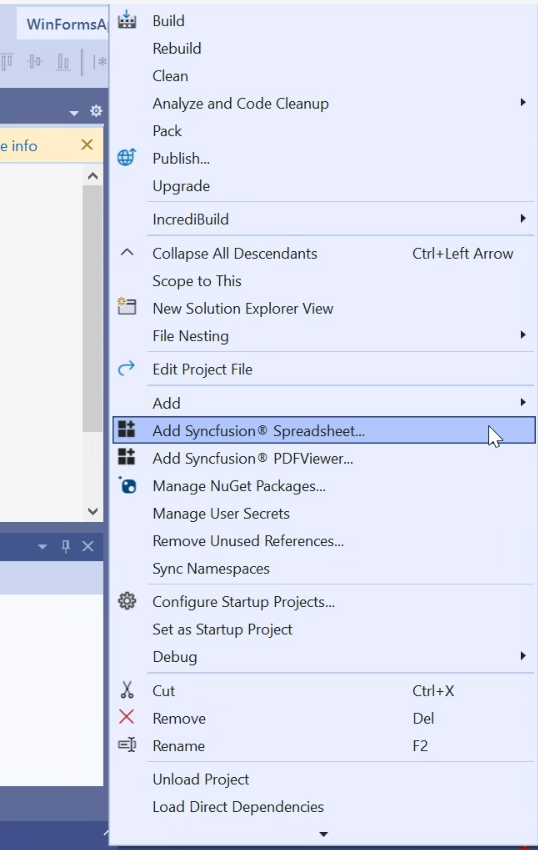 WinFormsAp
e info
Build
Rebuild
Clean
Analyze and Code Cleanup
Pack
Publish...
Upgrade
IncrediBuild
Collapse All Descendants Ctrl+Left Arrow
Scope to This
New Solution Explorer View
File Nesting
Edit Project File
Add
Add Syncfusion® Spreadsheet...
Add Syncfusion® PDFViewer...
Manage NuGet Packages...
Manage User Secrets
Remove Unused References...
Sync Namespaces
Configure Startup Projects...
Set as Startup Project
Debug
Cut Ctrl+X
Remove Del
Rename F2
Unload Project
Load Direct Dependencies